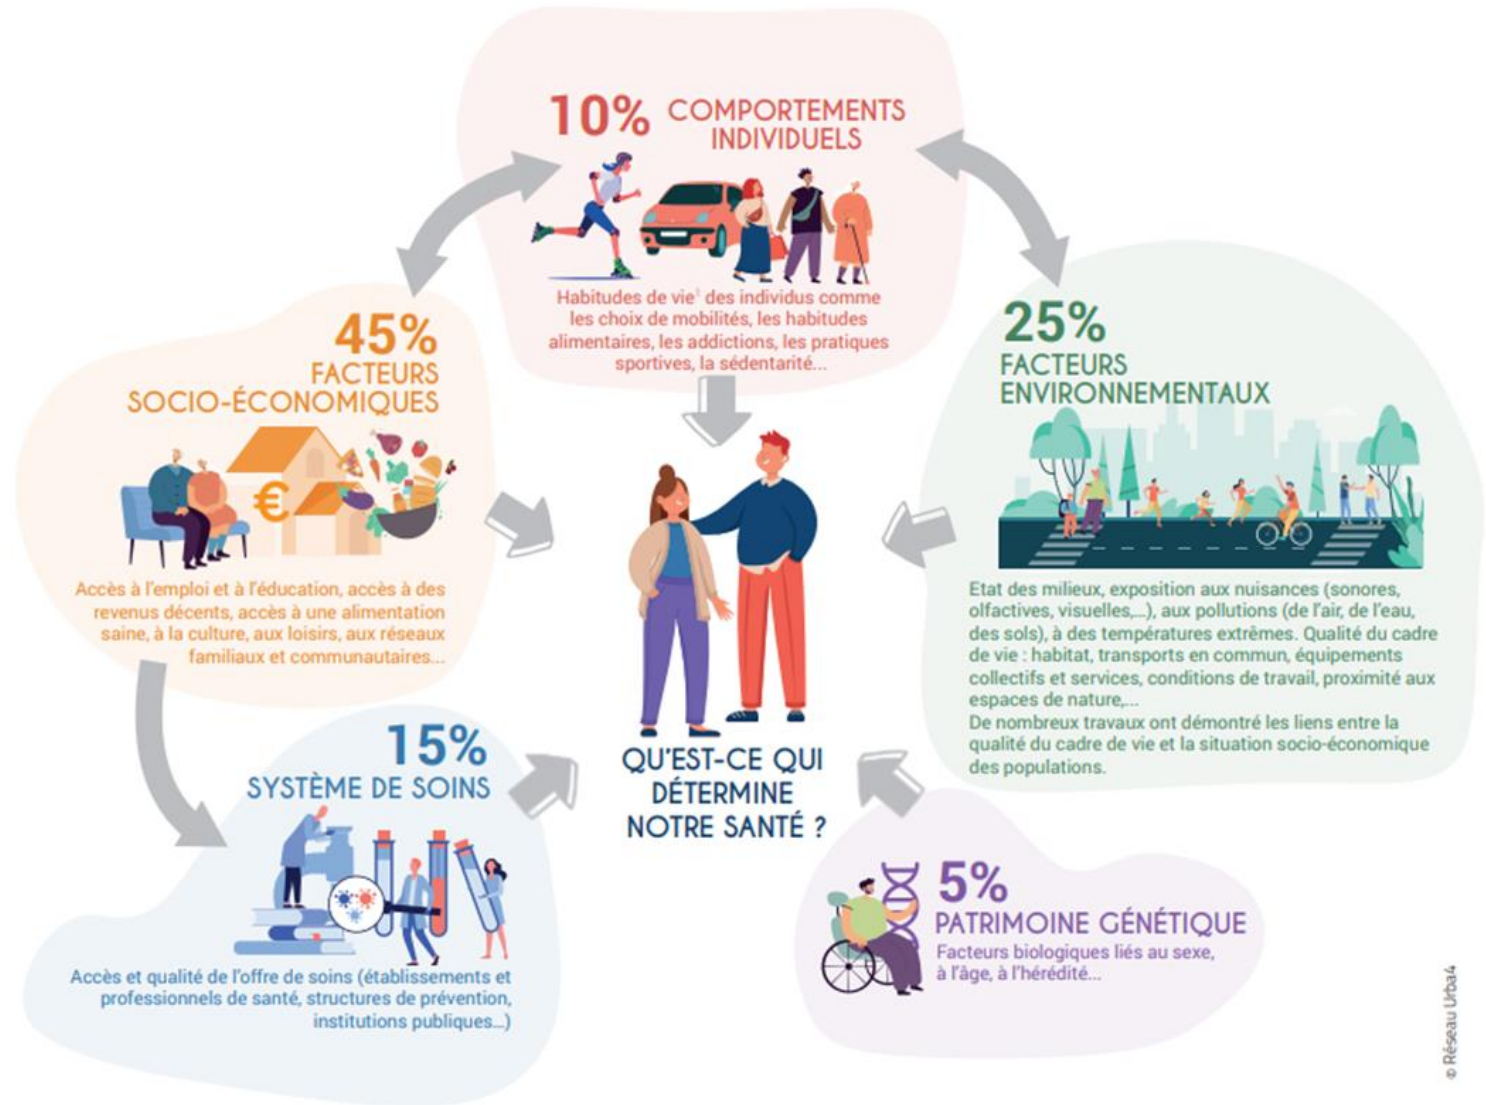 10% COMPORTEMENTS
INDIVIDUELS
Habitudes de vie¹ des individus comme
les choix de mobilités, les habitudes
alimentaires, les addictions, les pratiques
sportives, la sédentarité...
45%
FACTEURS
SOCIO-ÉCONOMIQUES
€
Accès à l'emploi et à l'éducation, accès à des
revenus décents, accès à une alimentation
saine, à la culture, aux loisirs, aux réseaux
familiaux et communautaires...
25%
FACTEURS
ENVIRONNEMENTAUX
Etat des milieux, exposition aux nuisances (sonores,
olfactives, visuelles,...), aux pollutions (de l'air, de l'eau,
des sols), à des températures extrêmes. Qualité du cadre
de vie : habitat, transports en commun, équipements
collectifs et services, conditions de travail, proximité aux
espaces de nature,...
De nombreux travaux ont démontré les liens entre la
qualité du cadre de vie et la situation socio-économique
des populations.
15%
SYSTÈME DE SOINS
Accès et qualité de l'offre de soins (établissements et
professionnels de santé, structures de prévention,
institutions publiques...)
QU'EST-CE QUI
DÉTERMINE
NOTRE SANTÉ ?
5%
PATRIMOINE GÉNÉTIQUE
Facteurs biologiques liés au sexe,
à l'âge, à l'hérédité...
© Réseau Urba4